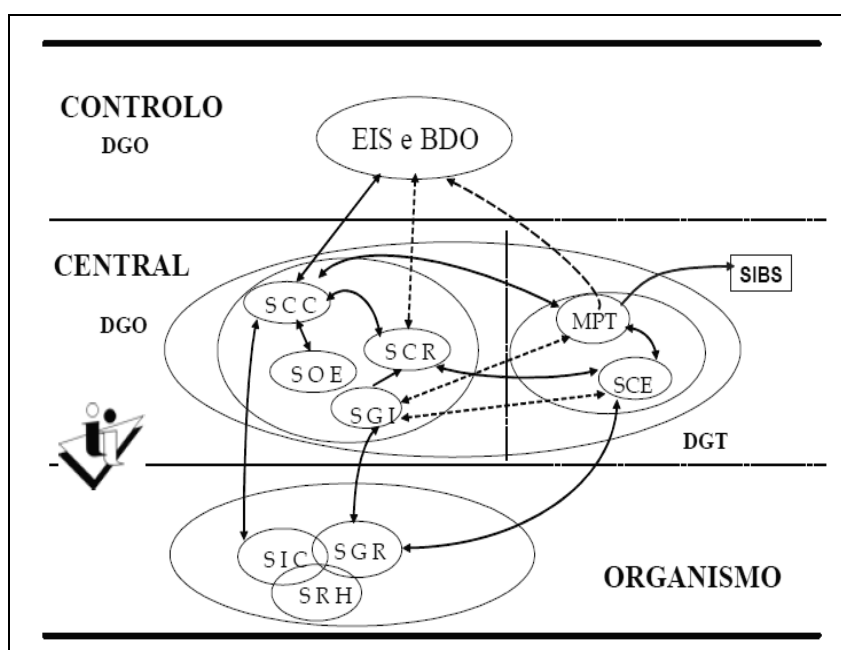 CONTROLO
DGO
EIS e BDO
CENTRAL
DGO
SCC
SOE
SCR
SGI
MPT
SCE
SIBS
DGT
SIC
SGR
SRH
ORGANISMO